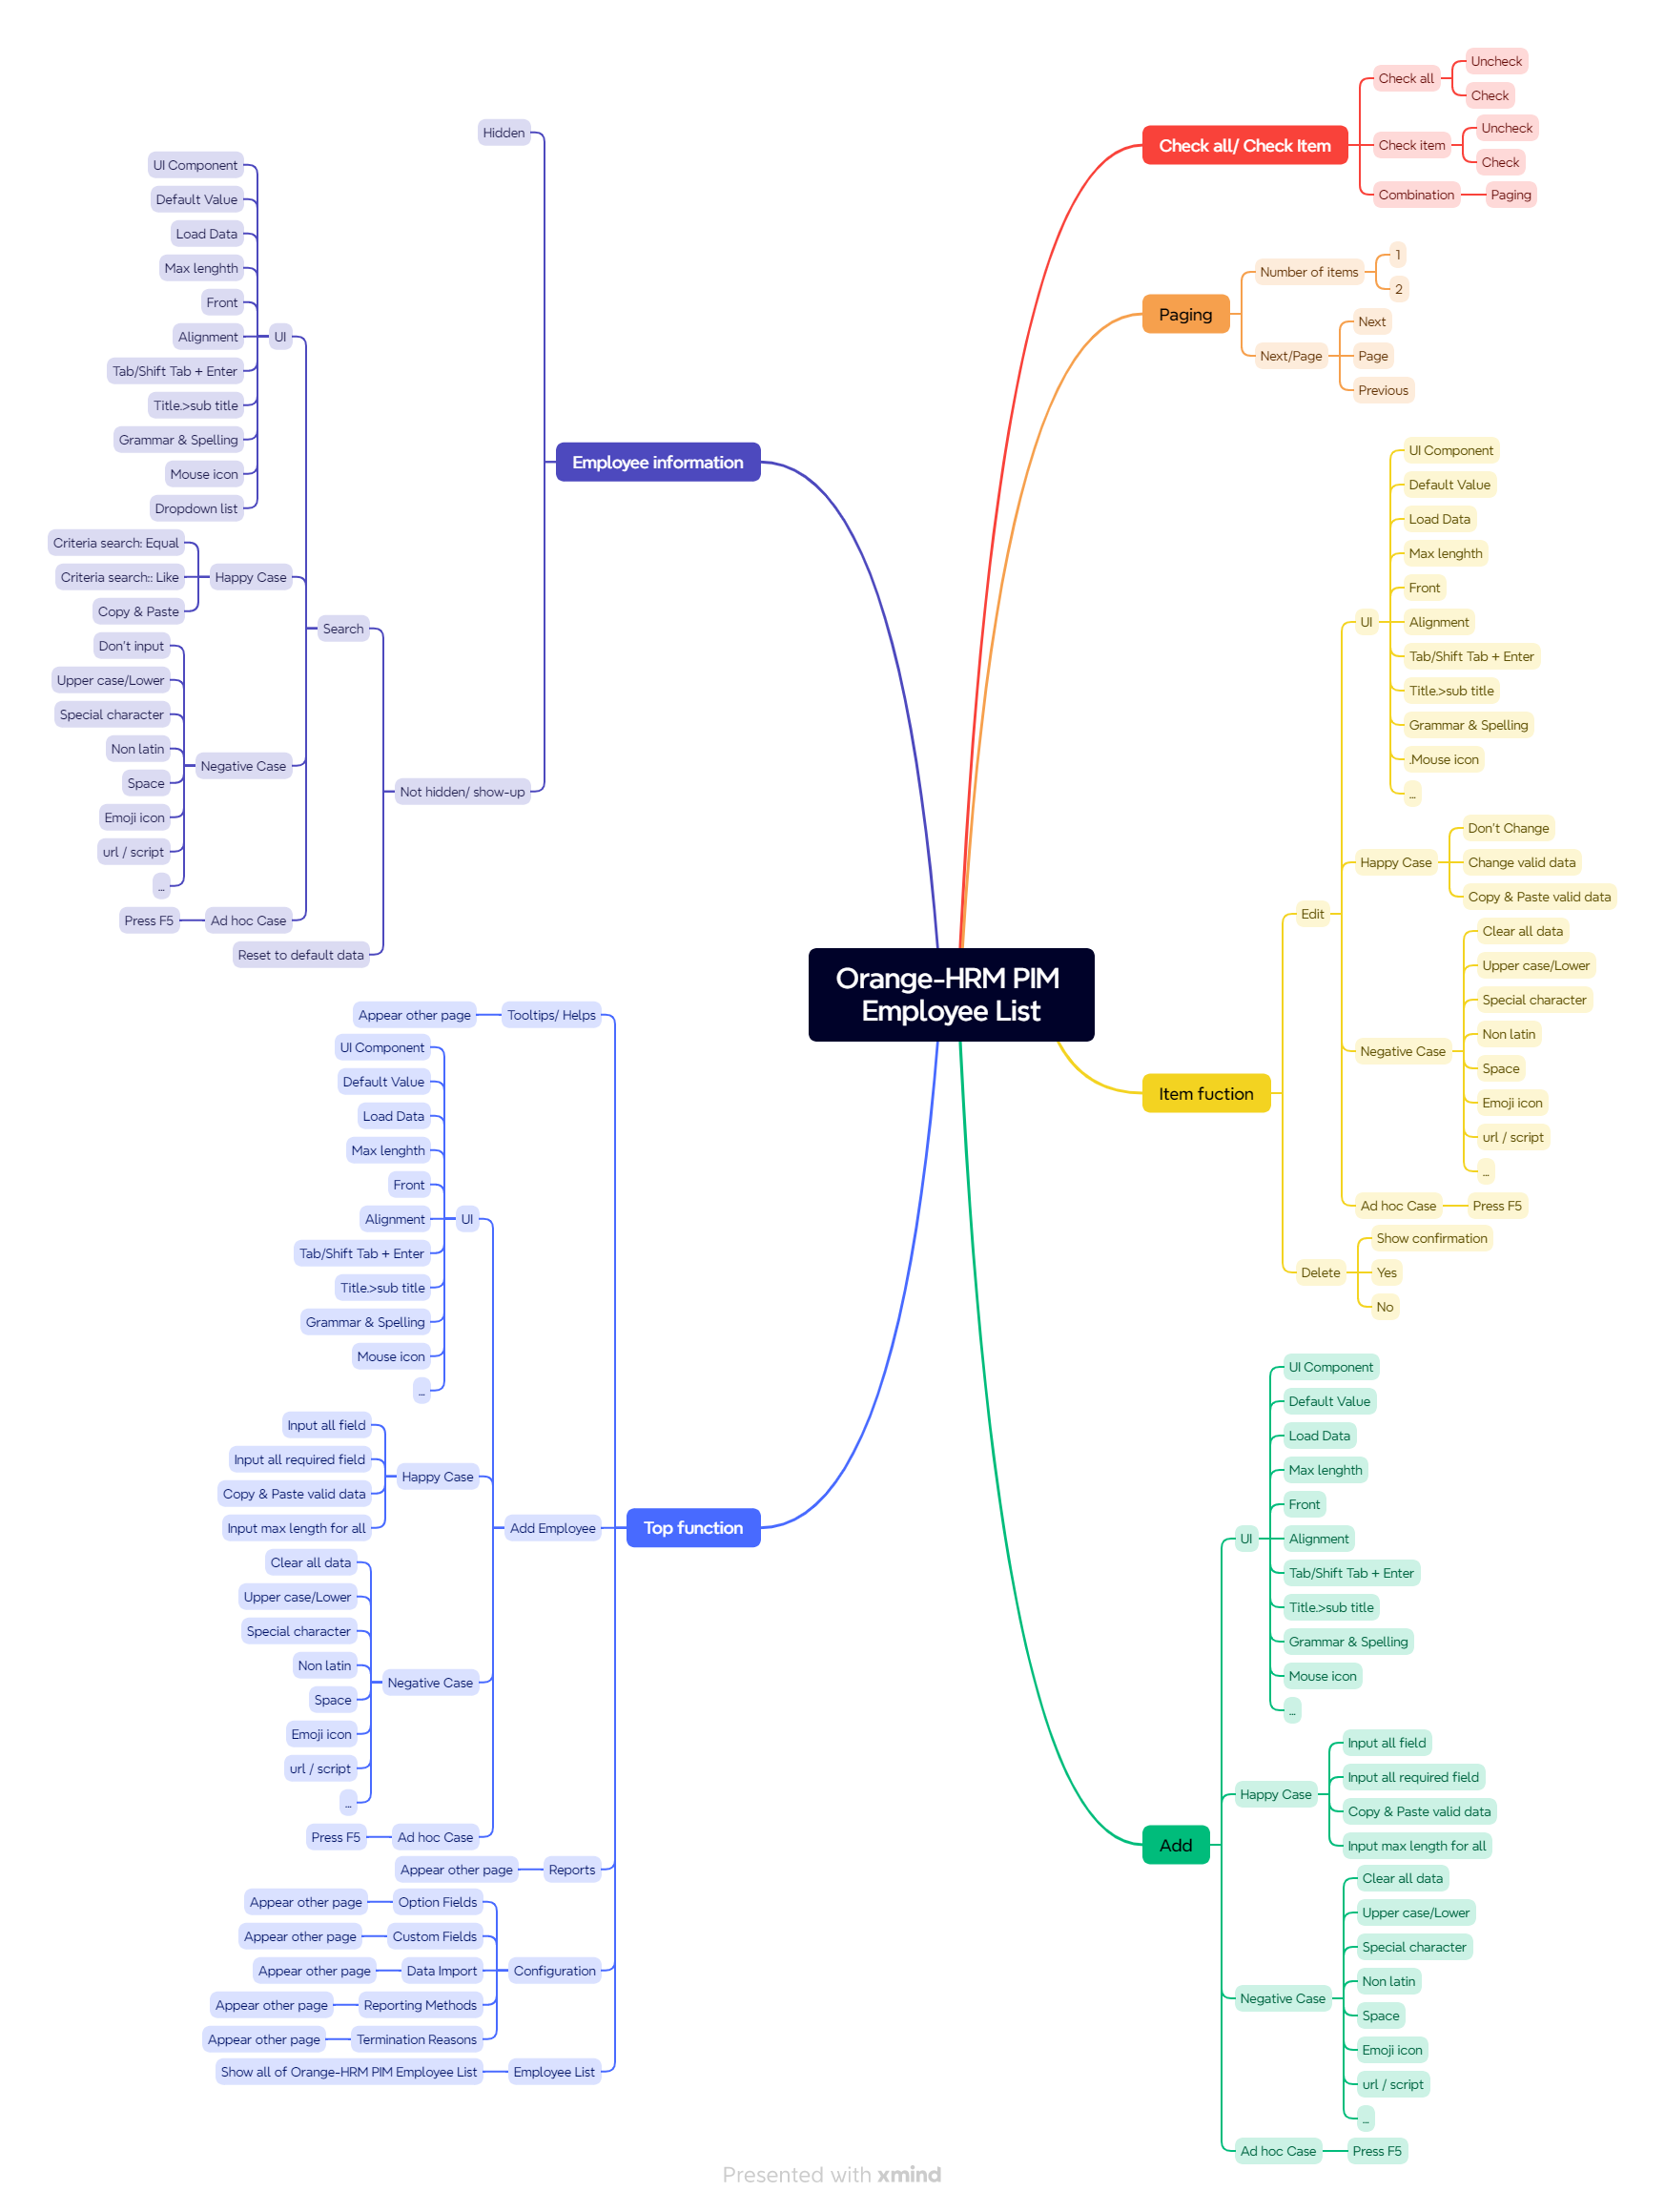 Orange-HRM PIM
Employee List
Check all/ Check Item
Check all
Uncheck
Check
Check item
Uncheck
Check
Combination
Paging
Paging
Number of items
1
2
Next/Page
Next
Page
Previous
Item fuction
Edit
UI
UI Component
Default Value
Load Data
Max lenghth
Front
Alignment
Tab/Shift Tab + Enter
Title.>sub title
Grammar & Spelling
.Mouse icon
...
Happy Case
Don't Change
Change valid data
Copy & Paste valid data
Negative Case
Clear all data
Upper case/Lower
Special character
Non latin
Space
Emoji icon
url / script
...
Ad hoc Case
Press F5
Delete
Show confirmation
Yes
No
Add
UI
UI Component
Default Value
Load Data
Max lenghth
Front
Alignment
Tab/Shift Tab + Enter
Title.>sub title
Grammar & Spelling
Mouse icon
...
Happy Case
Input all field
Input all required field
Copy & Paste valid data
Input max length for all
Negative Case
Clear all data
Upper case/Lower
Special character
Non latin
Space
Emoji icon
url / script
...
Ad hoc Case
Press F5
Employee information
Hidden
Not hidden/ show-up
Search
UI
UI Component
Default Value
Load Data
Max lenghth
Front
Alignment
Tab/Shift Tab + Enter
Title.>sub title
Grammar & Spelling
Mouse icon
Dropdown list
Happy Case
Criteria search: Equal
Criteria search:: Like
Copy & Paste
Negative Case
Don't input
Upper case/Lower
Special character
Non latin
Space
Emoji icon
url / script
...
Ad hoc Case
Press F5
Reset to default data
Top function
Tooltips/ Helps
Appear other page
Add Employee
UI
UI Component
Default Value
Load Data
Max lenghth
Front
Alignment
Tab/Shift Tab + Enter
Title.>sub title
Grammar & Spelling
Mouse icon
...
Happy Case
Input all field
Input all required field
Copy & Paste valid data
Input max length for all
Negative Case
Clear all data
Upper case/Lower
Special character
Non latin
Space
Emoji icon
url / script
...
Ad hoc Case
Press F5
Reports
Appear other page
Configuration
Option Fields
Appear other page
Custom Fields
Appear other page
Data Import
Appear other page
Reporting Methods
Appear other page
Termination Reasons
Appear other page
Employee List
Show all of Orange-HRM PIM Employee List
Presented with xmind